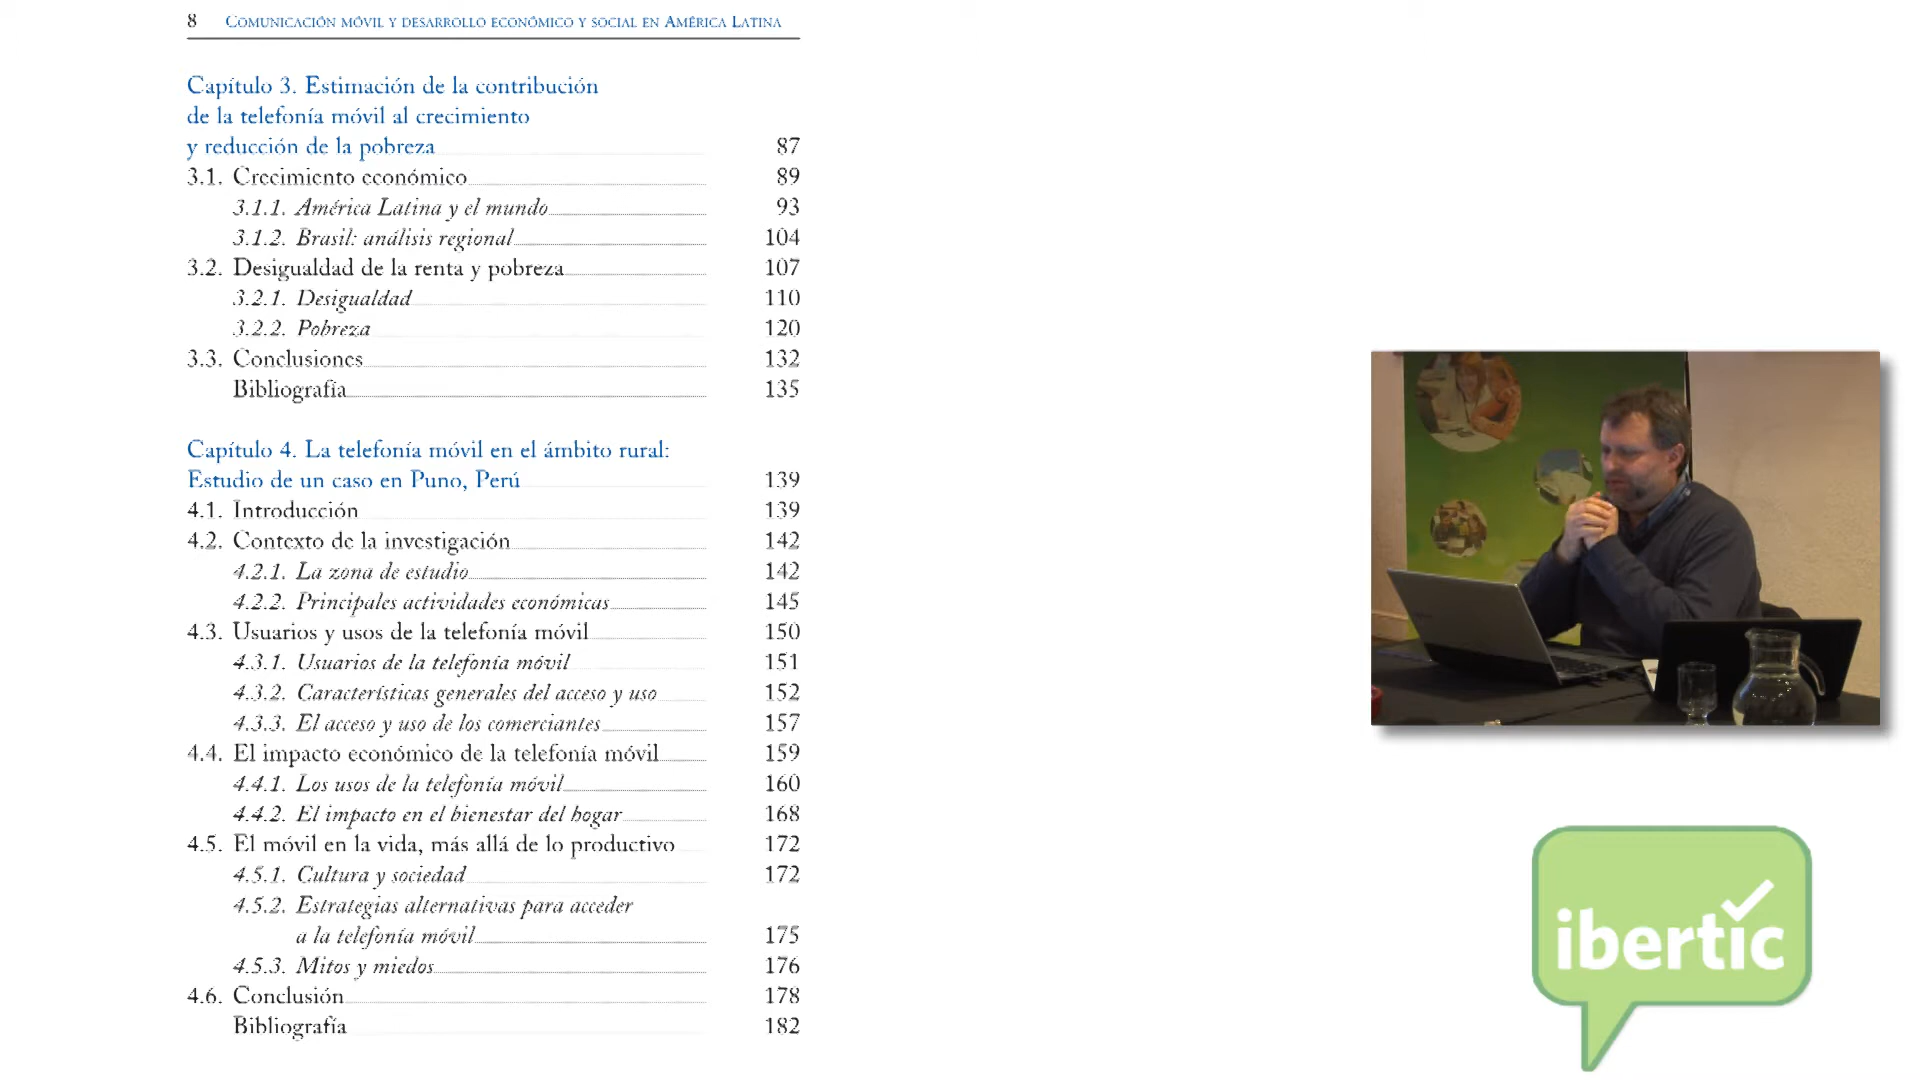 8 Comunicación móvil y desarrollo económico y social en América Latina
Capítulo 3. Estimación de la contribución
de la telefonía móvil al crecimiento
y reducción de la pobreza 87
3.1. Crecimiento económico 89
3.1.1. América Latina y el mundo 93
3.1.2. Brasil: análisis regional 104
3.2. Desigualdad de la renta y pobreza 107
3.2.1. Desigualdad 110
3.2.2. Pobreza 120
3.3. Conclusiones 132
Bibliografía 135
Capítulo 4. La telefonía móvil en el ámbito rural:
Estudio de un caso en Puno, Perú 139
4.1. Introducción 139
4.2. Contexto de la investigación 142
4.2.1. La zona de estudio 142
4.2.2. Principales actividades económicas 145
4.3. Usuarios y usos de la telefonía móvil 150
4.3.1. Usuarios de la telefonía móvil 151
4.3.2. Características generales del acceso y uso 152
4.3.3. El acceso y uso de los comerciantes 157
4.4. El impacto económico de la telefonía móvil 159
4.4.1. Los usos de la telefonía móvil 160
4.4.2. El impacto en el bienestar del hogar 168
4.5. El móvil en la vida, más allá de lo productivo 172
4.5.1. Cultura y sociedad 172
4.5.2. Estrategias alternativas para acceder
a la telefonía móvil 175
4.5.3. Mitos y miedos 176
4.6. Conclusión 178
Bibliografía 182
ibertic